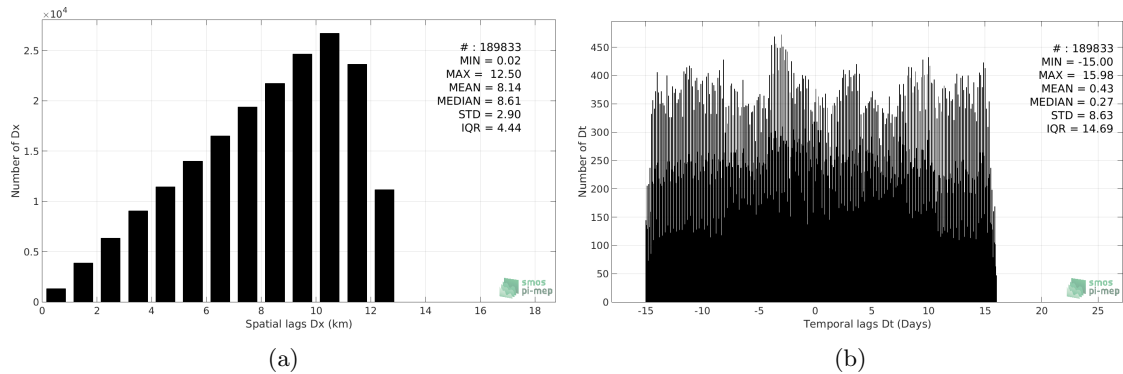 ×10⁴
2.5
2
1.5
1
0.5
0
Number of Dx
# : 189833
MIN = 0.02
MAX = 12.50
MEAN = 8.14
MEDIAN = 8.61
STD = 2.90
IQR = 4.44
smos
pi-mep
0 2 4 6 8 10 12 14 16 18
Spatial lags Dx (km)
(a)
450
400
350
300
250
200
150
100
50
0
Number of Dt
# : 189833
MIN = -15.00
MAX = 15.98
MEAN = 0.43
MEDIAN = 0.27
STD = 8.63
IQR = 14.69
smos
pi-mep
-15 -10 -5 0 5 10 15 20 25
Temporal lags Dt (Days)
(b)